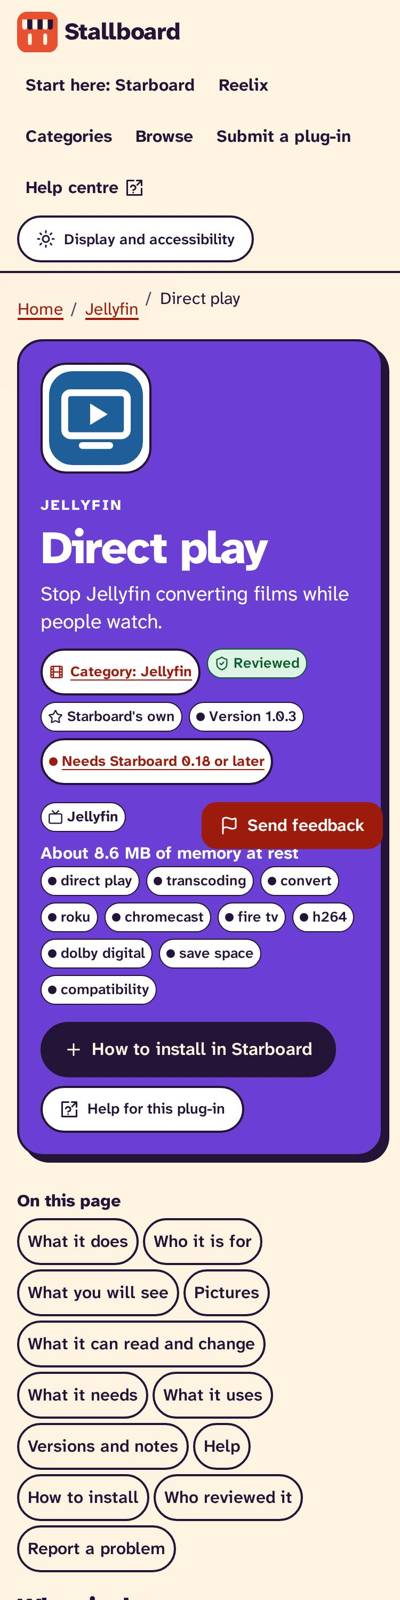 Stallboard
Start here: Starboard Reelix
Categories Browse Submit a plug-in
Help centre
Display and accessibility
Home / Jellyfin / Direct play
JELLYFIN
Direct play
Stop Jellyfin converting films while
people watch.
Category: Jellyfin Reviewed
Starboard's own Version 1.0.3
Needs Starboard 0.18 or later
Jellyfin Send feedback
About 8.6 MB of memory at rest
direct play transcoding convert
roku chromecast fire tv h264
dolby digital save space
compatibility
How to install in Starboard
Help for this plug-in
On this page
What it does Who it is for
What you will see Pictures
What it can read and change
What it needs What it uses
Versions and notes Help
How to install Who reviewed it
Report a problem